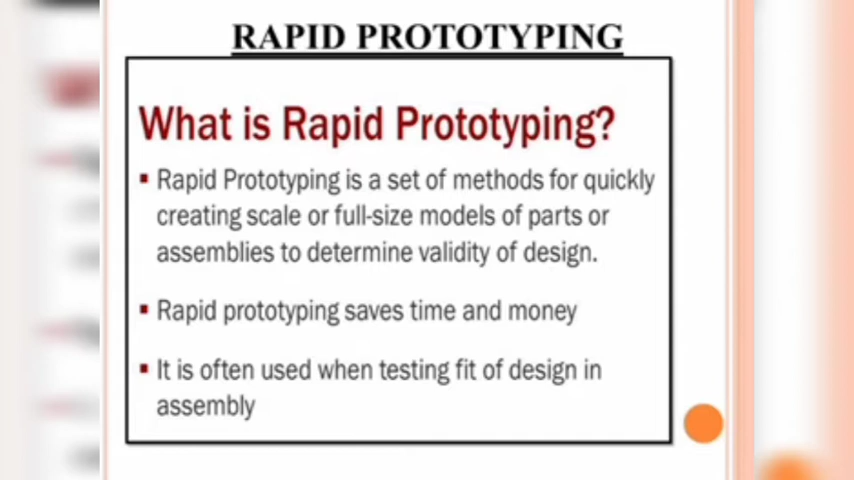 RAPID PROTOTYPING
What is Rapid Prototyping?
▪ Rapid Prototyping is a set of methods for quickly
creating scale or full-size models of parts or
assemblies to determine validity of design.
▪ Rapid prototyping saves time and money
▪ It is often used when testing fit of design in
assembly